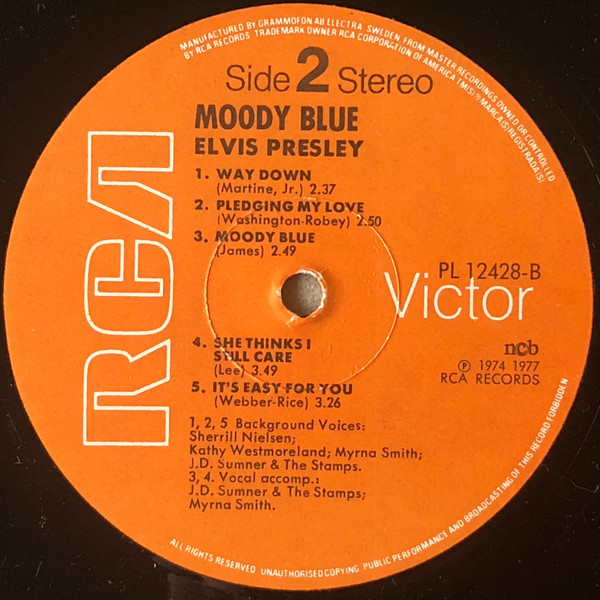 MANUFACTURED BY GRAMMOFON AB ELECTRA, SWEDEN FROM MASTER RECORDINGS OWNED OR CONTROLLED
BY RCA RECORDS TRADEMARK OWNER RCA CORPORATION OF AMERICA TM(S)® MARCA(S) REGISTRADA(S)
Side 2 Stereo
MOODY BLUE
ELVIS PRESLEY
1. WAY DOWN
(Martine, Jr.) 2.37
2. PLEDGING MY LOVE
(Washington-Robey) 2.50
3. MOODY BLUE
(James) 2.49
RCA
PL 12428-B
Victor
4. SHE THINKS I
STILL CARE
(Lee) 3.49
5. IT'S EASY FOR YOU
(Webber-Rice) 3.26
ncb
℗ 1974 1977
RCA RECORDS
1, 2, 5 Background Voices:
Sherrill Nielsen;
Kathy Westmoreland; Myrna Smith;
J.D. Sumner & The Stamps.
3, 4. Vocal accomp.:
J.D. Sumner & The Stamps;
Myrna Smith.
ALL RIGHTS RESERVED UNAUTHORISED COPYING, PUBLIC PERFORMANCE AND BROADCASTING OF THIS RECORD FORBIDDEN